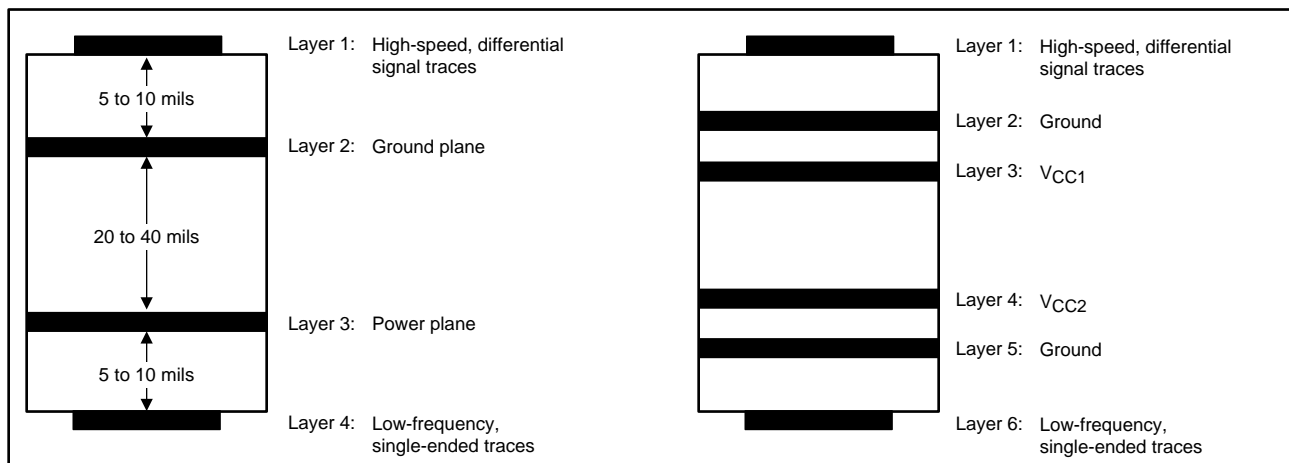 Layer 1: High-speed, differential
signal traces
5 to 10 mils
Layer 2: Ground plane
20 to 40 mils
Layer 3: Power plane
5 to 10 mils
Layer 4: Low-frequency,
single-ended traces
Layer 1: High-speed, differential
signal traces
Layer 2: Ground
Layer 3: VCC1
Layer 4: VCC2
Layer 5: Ground
Layer 6: Low-frequency,
single-ended traces